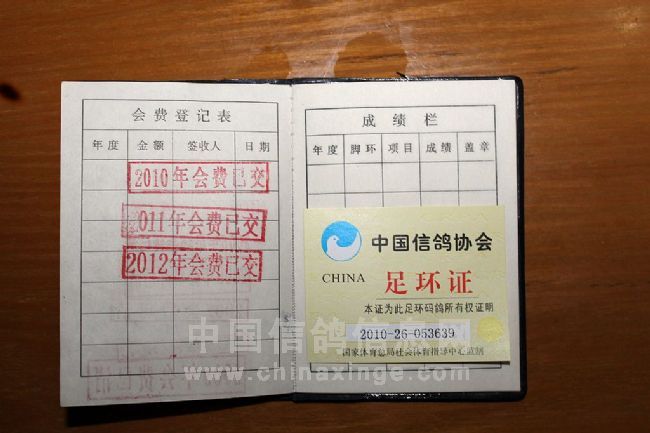 会费登记表
年度 金额 签收人 日期
2010年会费已交
2011年会费已交
2012年会费已交
成绩栏
年度 脚环 项目 成绩 盖章
中国信鸽协会
CHINA 足环证
本证为此足环码鸽所有权证明
2010-26-053639
国家体育总局社会体育指导中心监制
中国信鸽信息网
www.chinaxinge.com